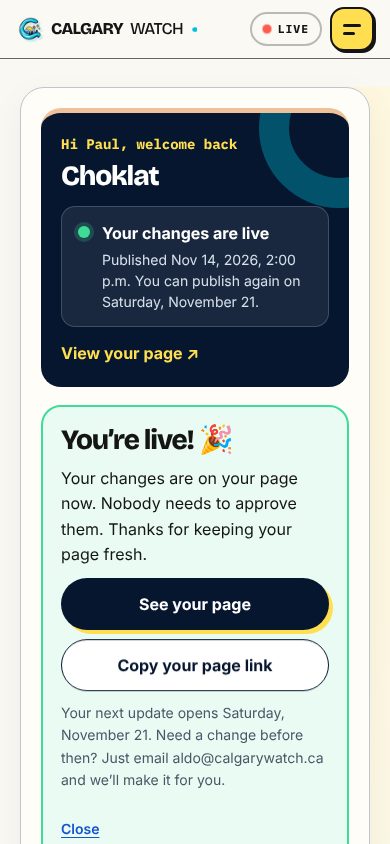 CALGARY WATCH
LIVE
Hi Paul, welcome back
Choklat
Your changes are live
Published Nov 14, 2026, 2:00
p.m. You can publish again on
Saturday, November 21.
View your page ↗
You’re live! 🎉
Your changes are on your page
now. Nobody needs to approve
them. Thanks for keeping your
page fresh.
See your page
Copy your page link
Your next update opens Saturday,
November 21. Need a change before
then? Just email aldo@calgarywatch.ca
and we’ll make it for you.
Close